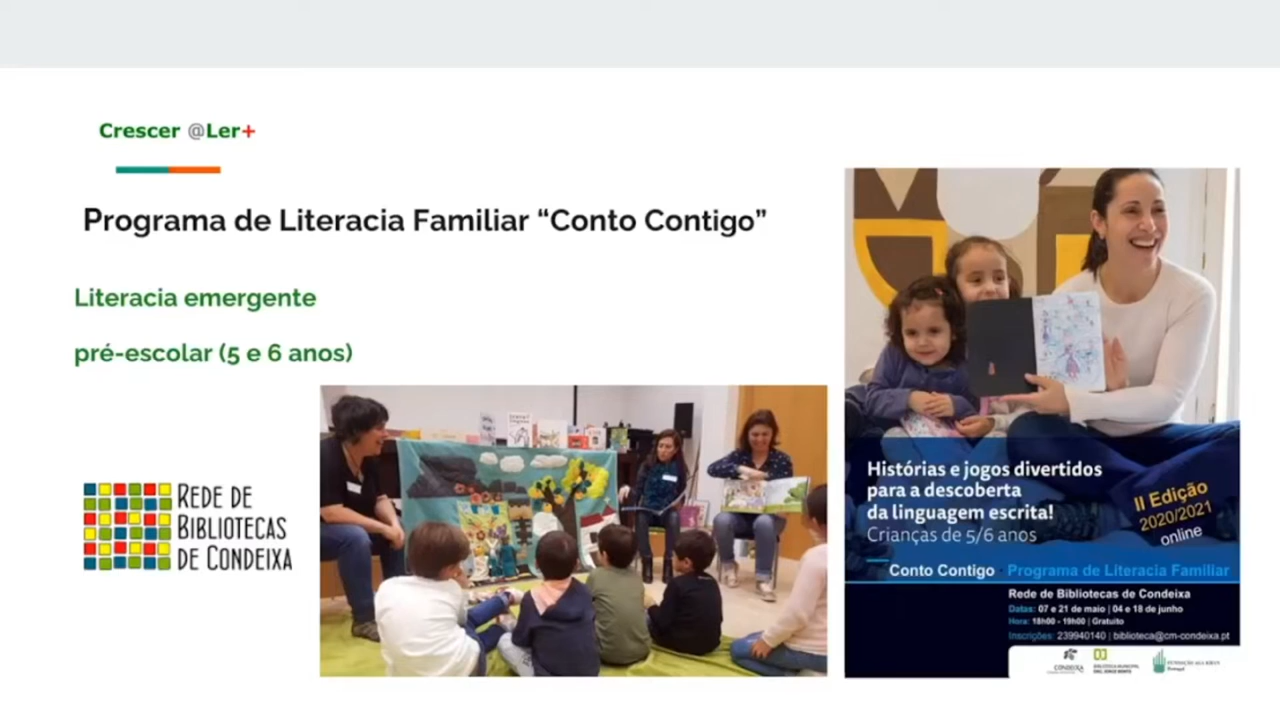 Crescer @Ler+
Programa de Literacia Familiar “Conto Contigo”
Literacia emergente
pré-escolar (5 e 6 anos)
REDE DE
BIBLIOTECAS
DE CONDEIXA
Histórias e jogos divertidos
para a descoberta
da linguagem escrita!
Crianças de 5/6 anos
II Edição
2020/2021
online
Conto Contigo - Programa de Literacia Familiar
Rede de Bibliotecas de Condeixa
Datas: 07 e 21 de maio | 04 e 18 de junho
Hora: 18h00 - 19h00 | Gratuito
Inscrições: 239940140 | biblioteca@cm-condeixa.pt
CONDEIXA
BIBLIOTECA MUNICIPAL
Portugal